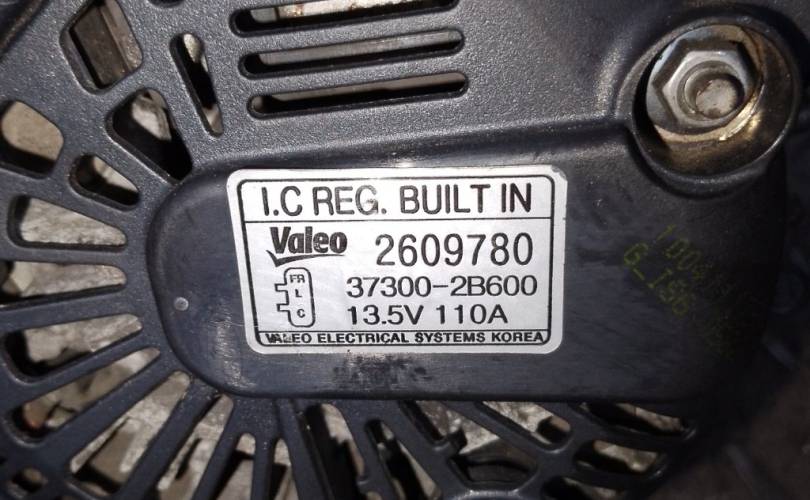 I.C REG. BUILT IN
Valeo 2609780
FR
L
C
37300-2B600
13.5V 110A
VALEO ELECTRICAL SYSTEMS KOREA